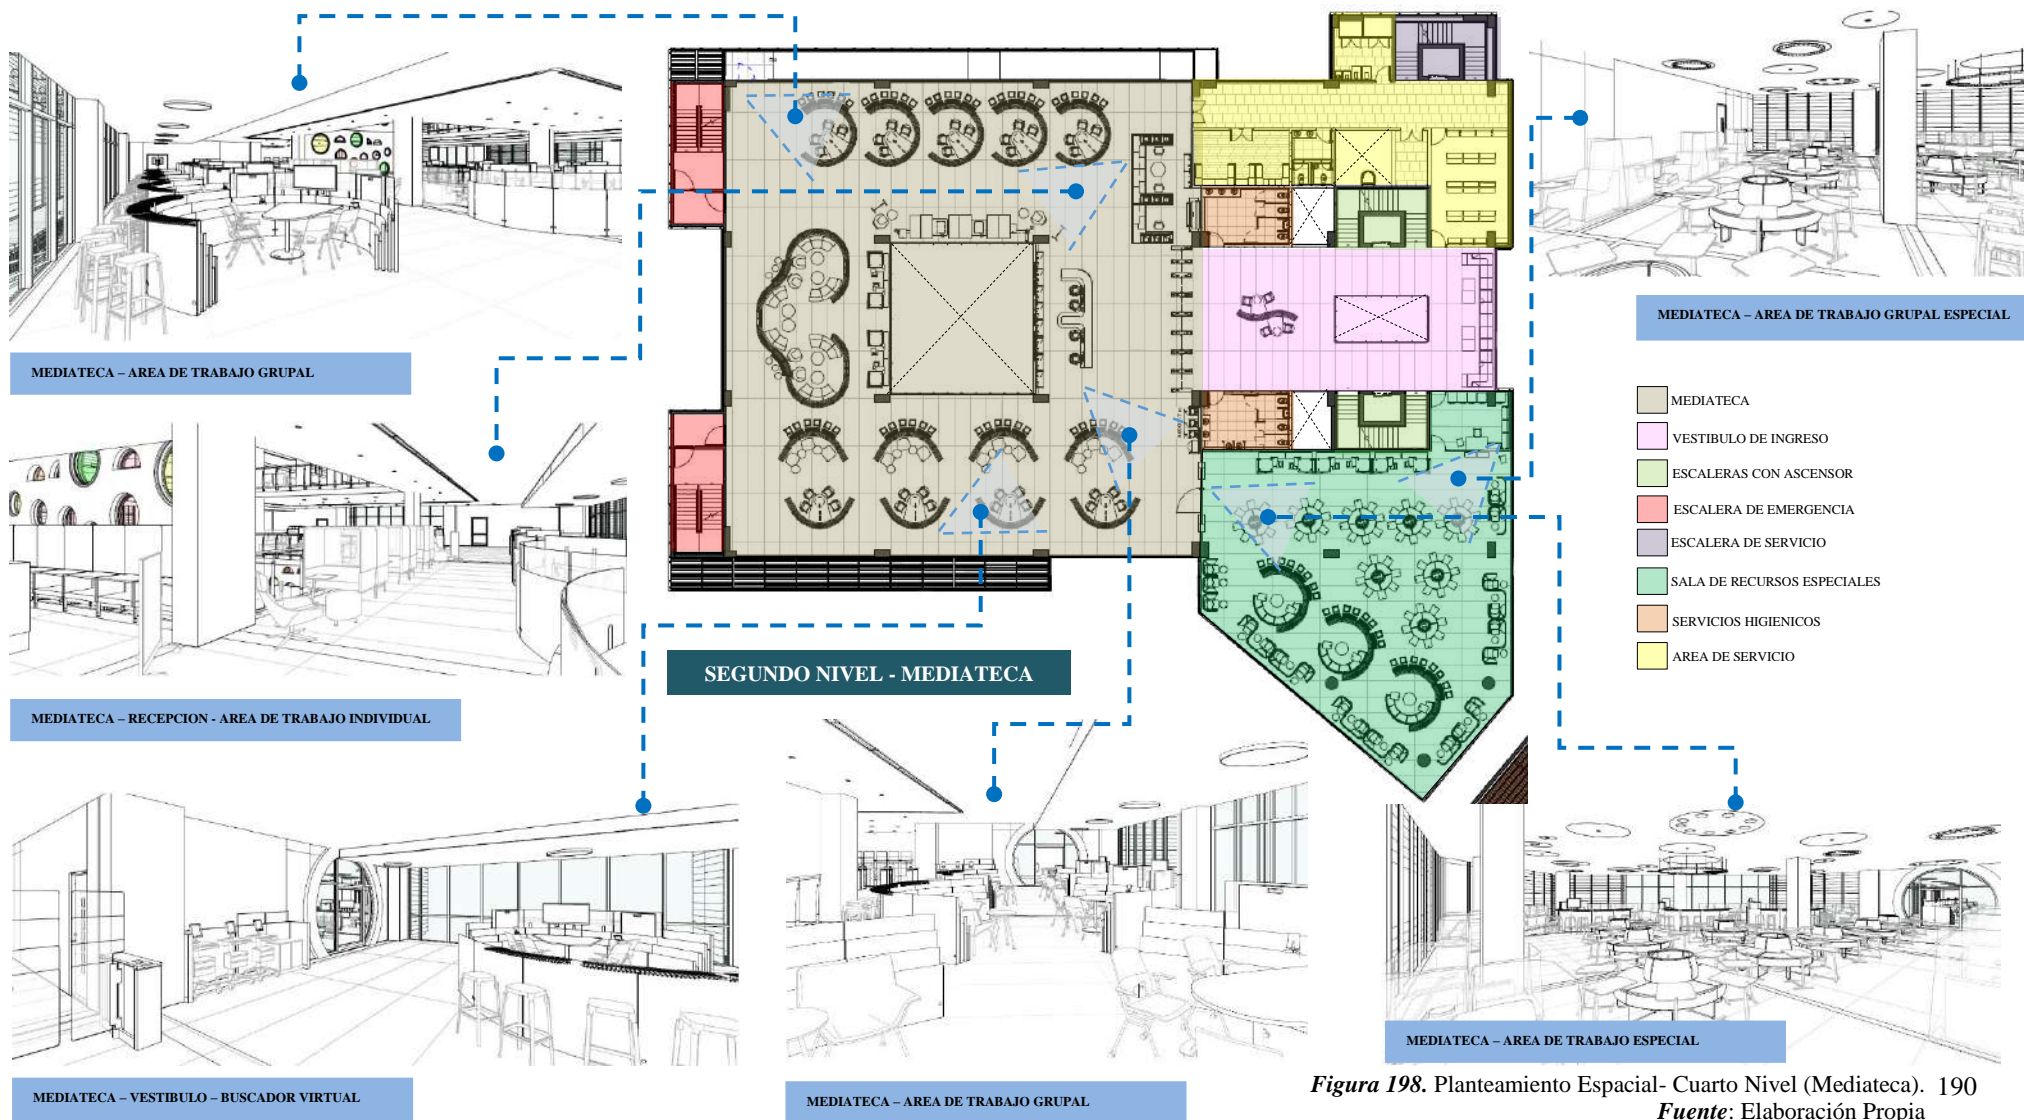 MEDIATECA – AREA DE TRABAJO GRUPAL
MEDIATECA – RECEPCION - AREA DE TRABAJO INDIVIDUAL
MEDIATECA – VESTIBULO – BUSCADOR VIRTUAL
SEGUNDO NIVEL - MEDIATECA
MEDIATECA – AREA DE TRABAJO GRUPAL
MEDIATECA – AREA DE TRABAJO GRUPAL ESPECIAL
MEDIATECA
VESTIBULO DE INGRESO
ESCALERAS CON ASCENSOR
ESCALERA DE EMERGENCIA
ESCALERA DE SERVICIO
SALA DE RECURSOS ESPECIALES
SERVICIOS HIGIENICOS
AREA DE SERVICIO
MEDIATECA – AREA DE TRABAJO ESPECIAL
Figura 198. Planteamiento Espacial- Cuarto Nivel (Mediateca). 190
Fuente: Elaboración Propia